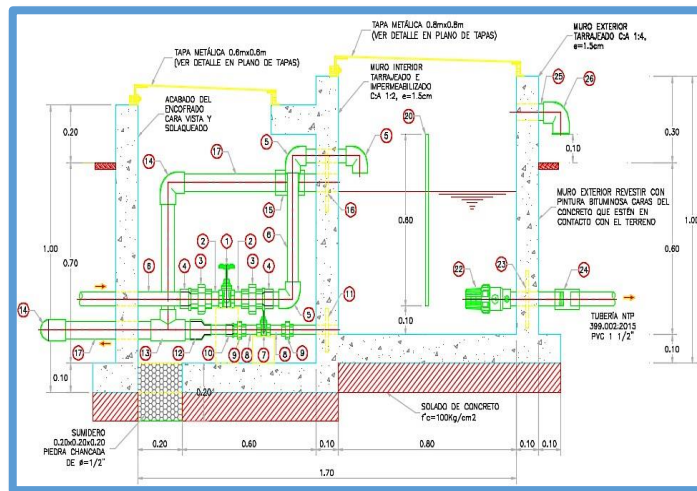 TAPA METÁLICA 0.8mx0.8m
(VER DETALLE EN PLANO DE TAPAS)
MURO EXTERIOR
TARRAJEADO C:A 1:4,
e=1.5cm
TAPA METÁLICA 0.6mx0.6m
(VER DETALLE EN PLANO DE TAPAS)
MURO INTERIOR
TARRAJEADO E
IMPERMEABILIZADO
C:A 1:2, e=1.5cm
ACABADO DEL
ENCOFRADO
CARA VISTA Y
SOLAQUEADO
25
26
20
0.20
14
17
5
5
0.10
0.30
15
16
MURO EXTERIOR REVESTIR CON
PINTURA BITUMINOSA CARAS DEL
CONCRETO QUE ESTÉN EN
CONTACTO CON EL TERRENO
1.00
0.70
0.60
1.00
0.60
2
1
2
6
3
3
6
4
4
22
23
24
11
5
14
0.10
TUBERÍA NTP
399.002:2015
PVC 1 1/2"
17
13
12
10
9
8
7
8
9
0.10
0.10
0.20
SOLADO DE CONCRETO
f'c=100Kg/cm2
SUMIDERO
0.20x0.20x0.20
PIEDRA CHANCADA
DE ø=1/2"
0.20
0.60
0.10
0.80
0.10
0.10
1.70